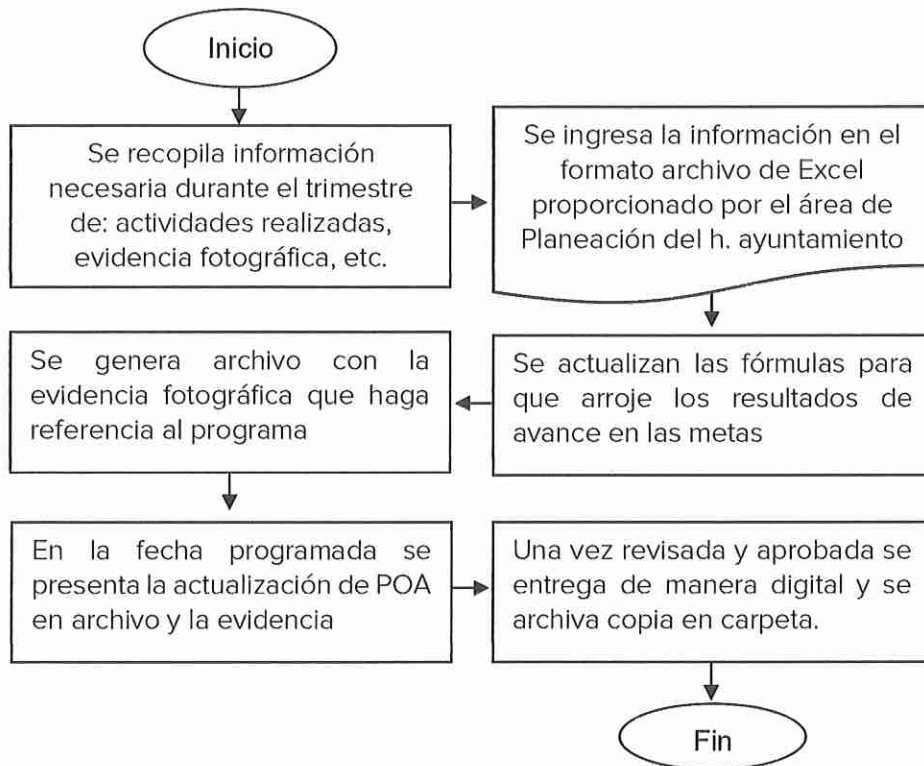 Inicio
Se recopila información
necesaria durante el trimestre
de: actividades realizadas,
evidencia fotográfica, etc.
Se ingresa la información en el
formato archivo de Excel
proporcionado por el área de
Planeación del h. ayuntamiento
Se actualizan las fórmulas para
que arroje los resultados de
avance en las metas
Se genera archivo con la
evidencia fotográfica que haga
referencia al programa
En la fecha programada se
presenta la actualización de POA
en archivo y la evidencia
Una vez revisada y aprobada se
entrega de manera digital y se
archiva copia en carpeta.
Fin